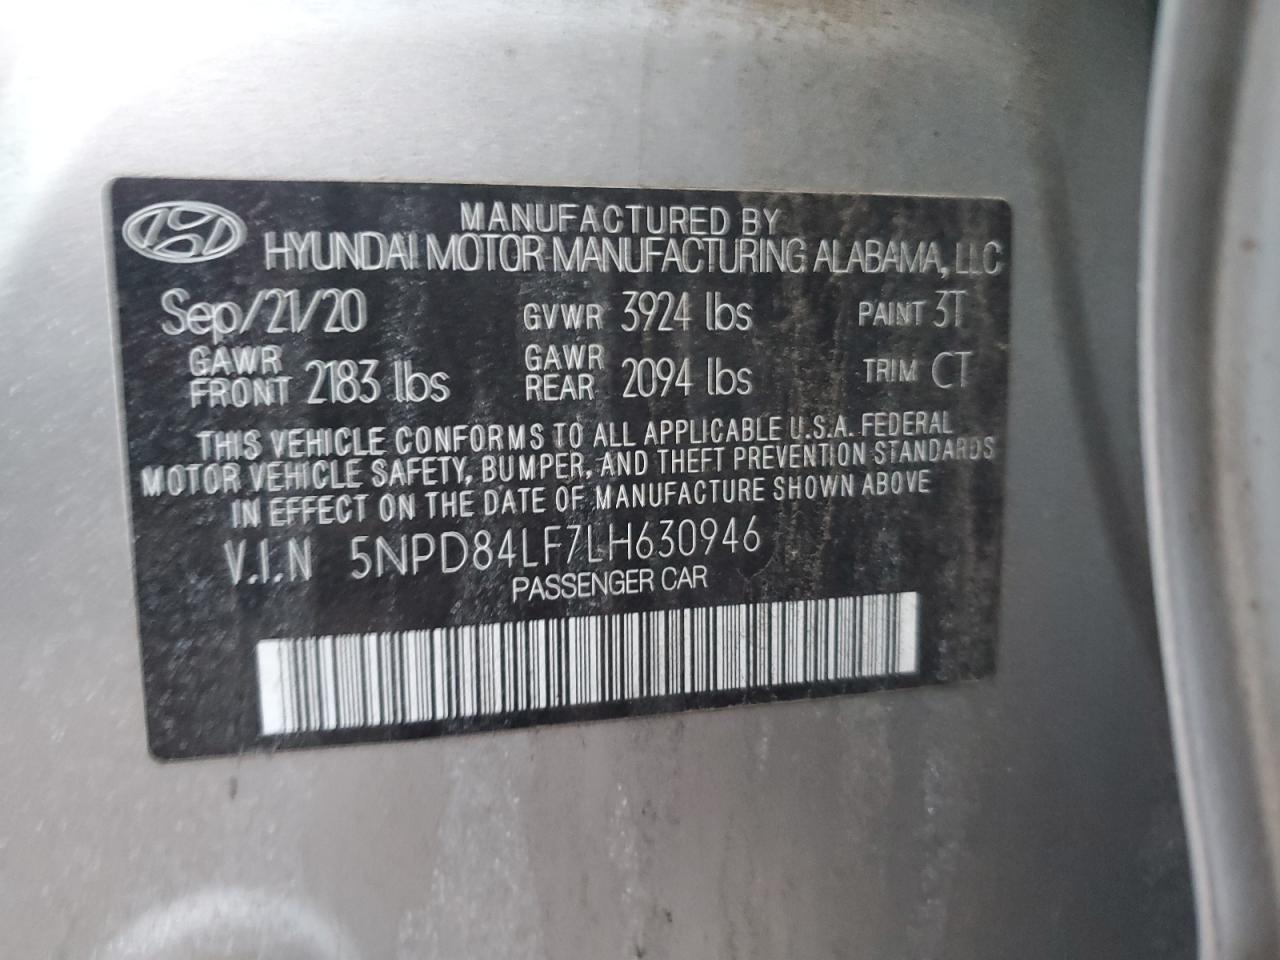 MANUFACTURED BY
HYUNDAI MOTOR MANUFACTURING ALABAMA, LLC
Sep/21/20 GVWR 3924 lbs PAINT 3T
GAWR FRONT 2183 lbs GAWR REAR 2094 lbs TRIM CT
THIS VEHICLE CONFORMS TO ALL APPLICABLE U.S.A. FEDERAL
MOTOR VEHICLE SAFETY, BUMPER, AND THEFT PREVENTION STANDARDS
IN EFFECT ON THE DATE OF MANUFACTURE SHOWN ABOVE
V.I.N 5NPD84LF7LH630946
PASSENGER CAR